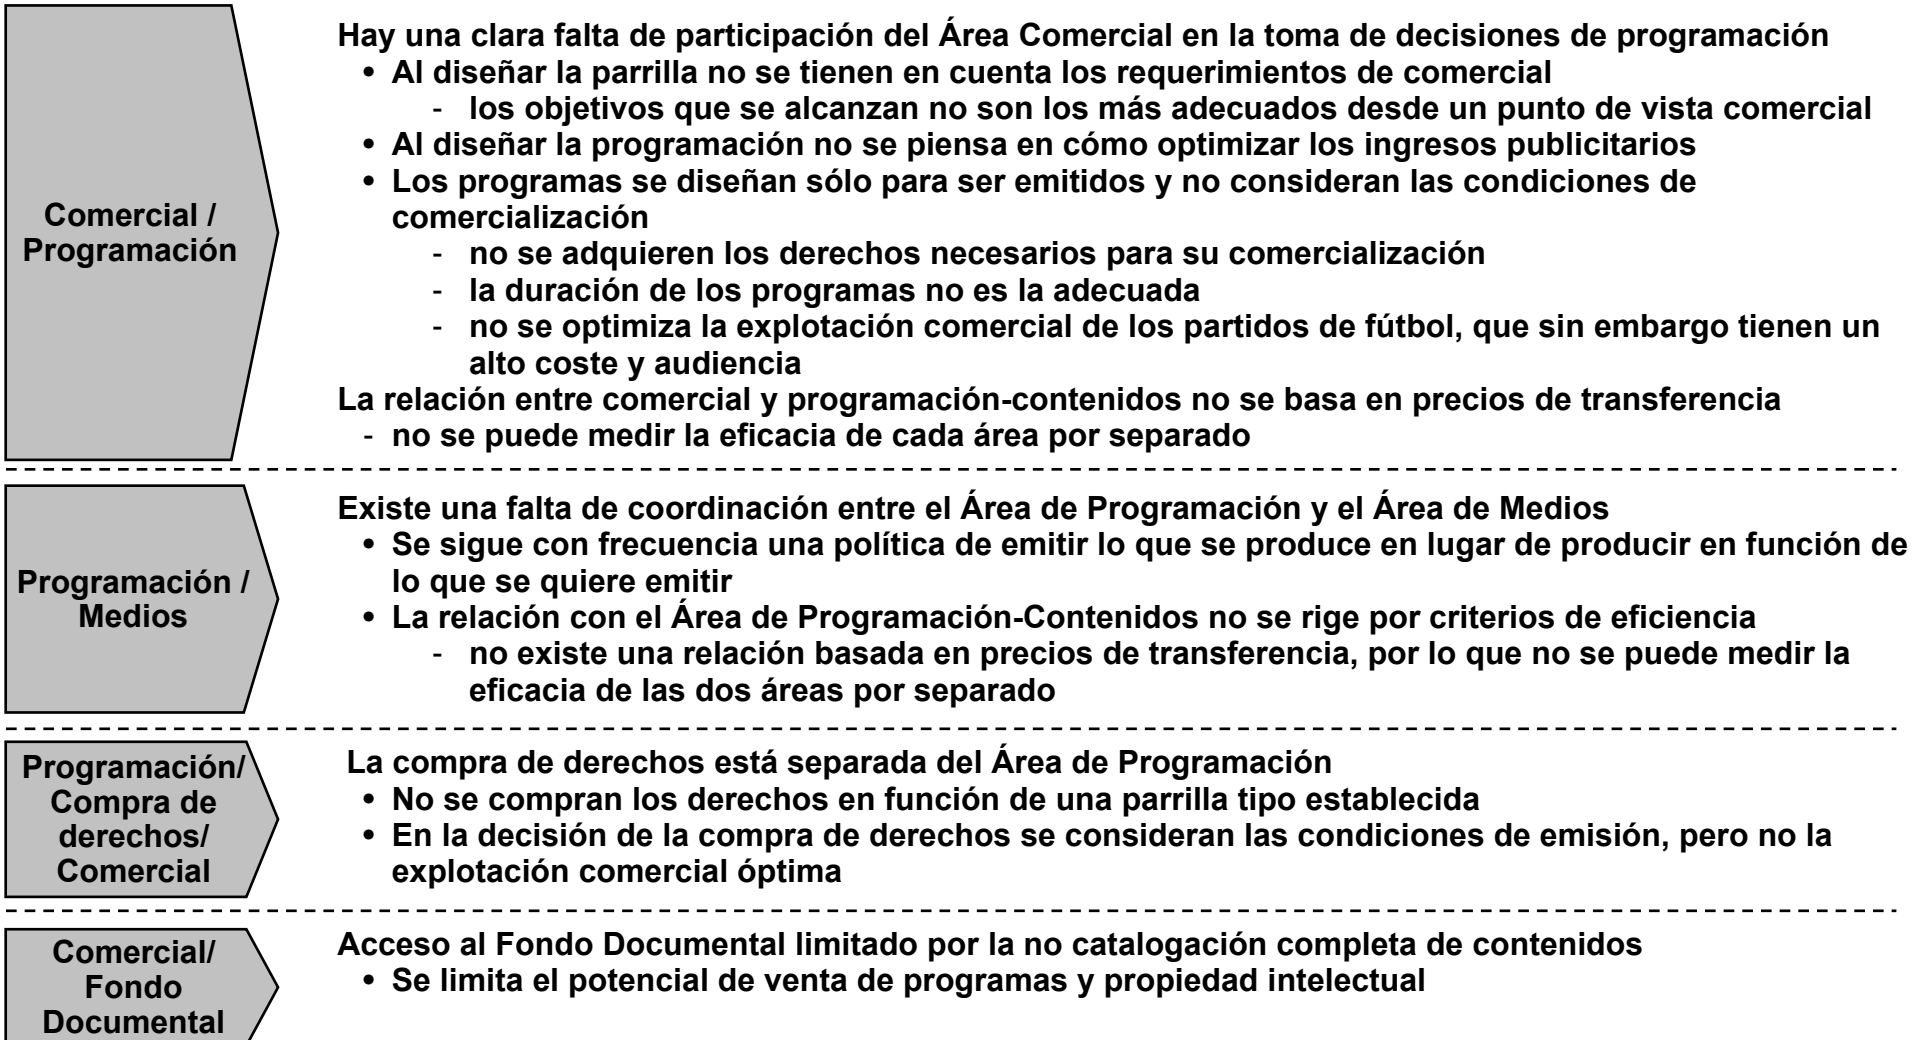 Comercial /
Programación
Hay una clara falta de participación del Área Comercial en la toma de decisiones de programación
• Al diseñar la parrilla no se tienen en cuenta los requerimientos de comercial
- los objetivos que se alcanzan no son los más adecuados desde un punto de vista comercial
• Al diseñar la programación no se piensa en cómo optimizar los ingresos publicitarios
• Los programas se diseñan sólo para ser emitidos y no consideran las condiciones de
comercialización
- no se adquieren los derechos necesarios para su comercialización
- la duración de los programas no es la adecuada
- no se optimiza la explotación comercial de los partidos de fútbol, que sin embargo tienen un
alto coste y audiencia
La relación entre comercial y programación-contenidos no se basa en precios de transferencia
- no se puede medir la eficacia de cada área por separado
Programación /
Medios
Existe una falta de coordinación entre el Área de Programación y el Área de Medios
• Se sigue con frecuencia una política de emitir lo que se produce en lugar de producir en función de
lo que se quiere emitir
• La relación con el Área de Programación-Contenidos no se rige por criterios de eficiencia
- no existe una relación basada en precios de transferencia, por lo que no se puede medir la
eficacia de las dos áreas por separado
Programación/
Compra de
derechos/
Comercial
La compra de derechos está separada del Área de Programación
• No se compran los derechos en función de una parrilla tipo establecida
• En la decisión de la compra de derechos se consideran las condiciones de emisión, pero no la
explotación comercial óptima
Comercial/
Fondo
Documental
Acceso al Fondo Documental limitado por la no catalogación completa de contenidos
• Se limita el potencial de venta de programas y propiedad intelectual